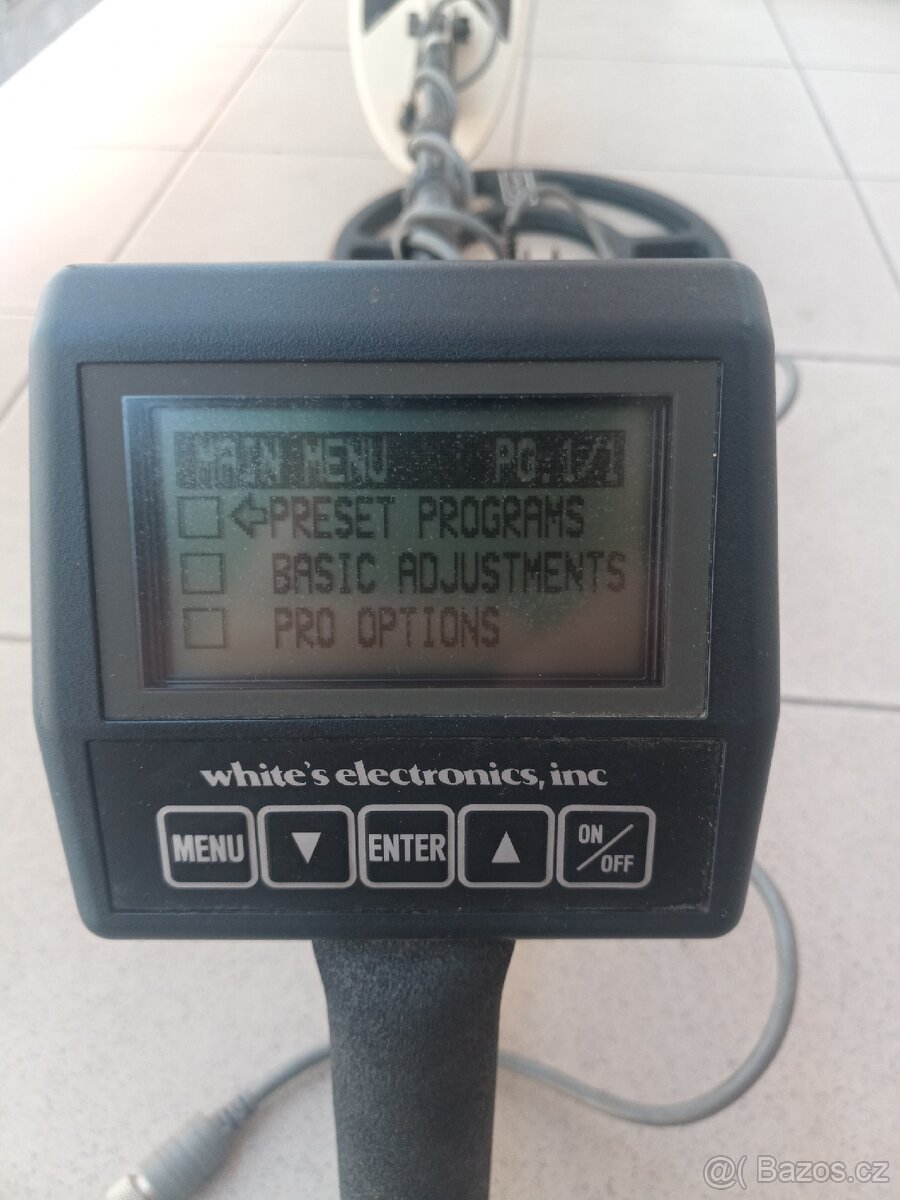 MAIN MENU PG.1/1
PRESET PROGRAMS
BASIC ADJUSTMENTS
PRO OPTIONS
white's electronics, inc
MENU ▼ ENTER ▲ ON/OFF
@( Bazos.cz